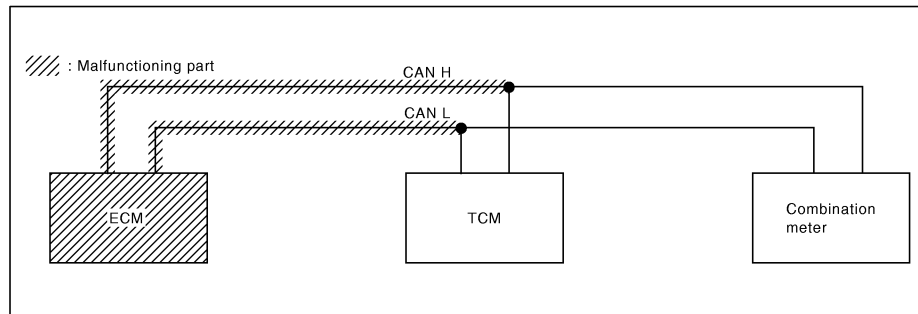 : Malfunctioning part
CAN H
CAN L
ECM
TCM
Combination
meter